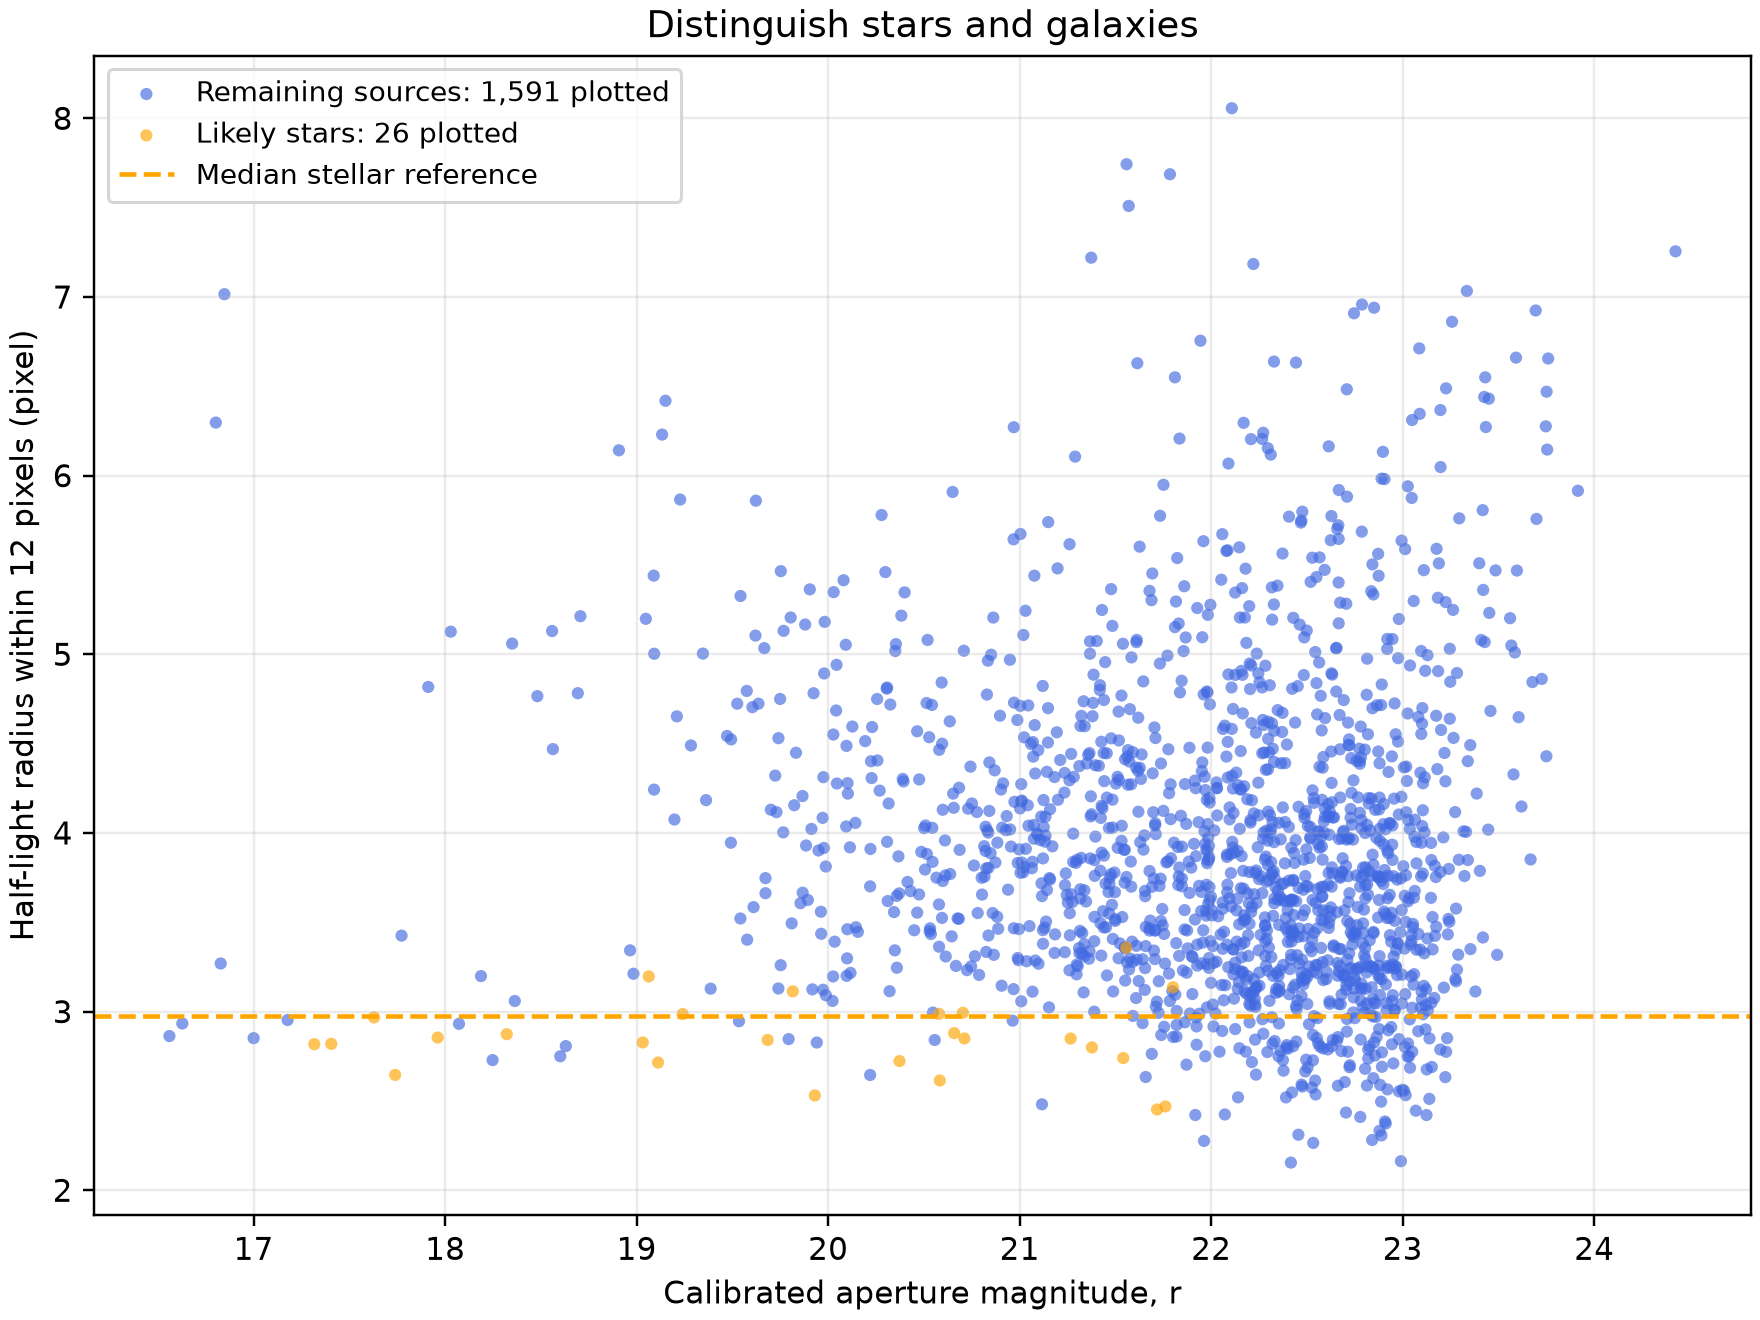 Distinguish stars and galaxies
Remaining sources: 1,591 plotted
Likely stars: 26 plotted
Median stellar reference
8
7
6
5
4
3
2
Half-light radius within 12 pixels (pixel)
17 18 19 20 21 22 23 24
Calibrated aperture magnitude, r